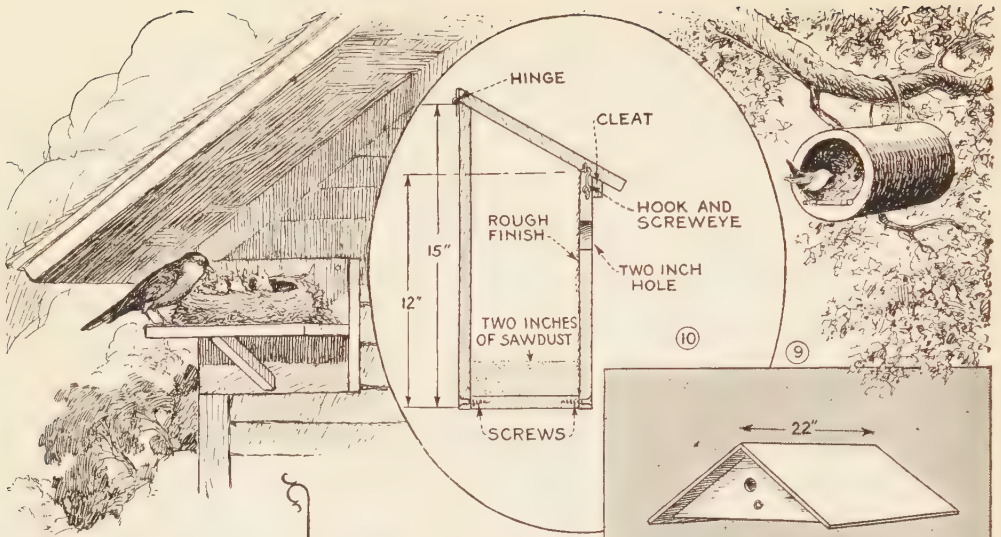 HINGE
CLEAT
HOOK AND
SCREWEYE
ROUGH
FINISH
15"
TWO INCH
HOLE
12"
TWO INCHES
OF SAWDUST
SCREWS
10
9
22"